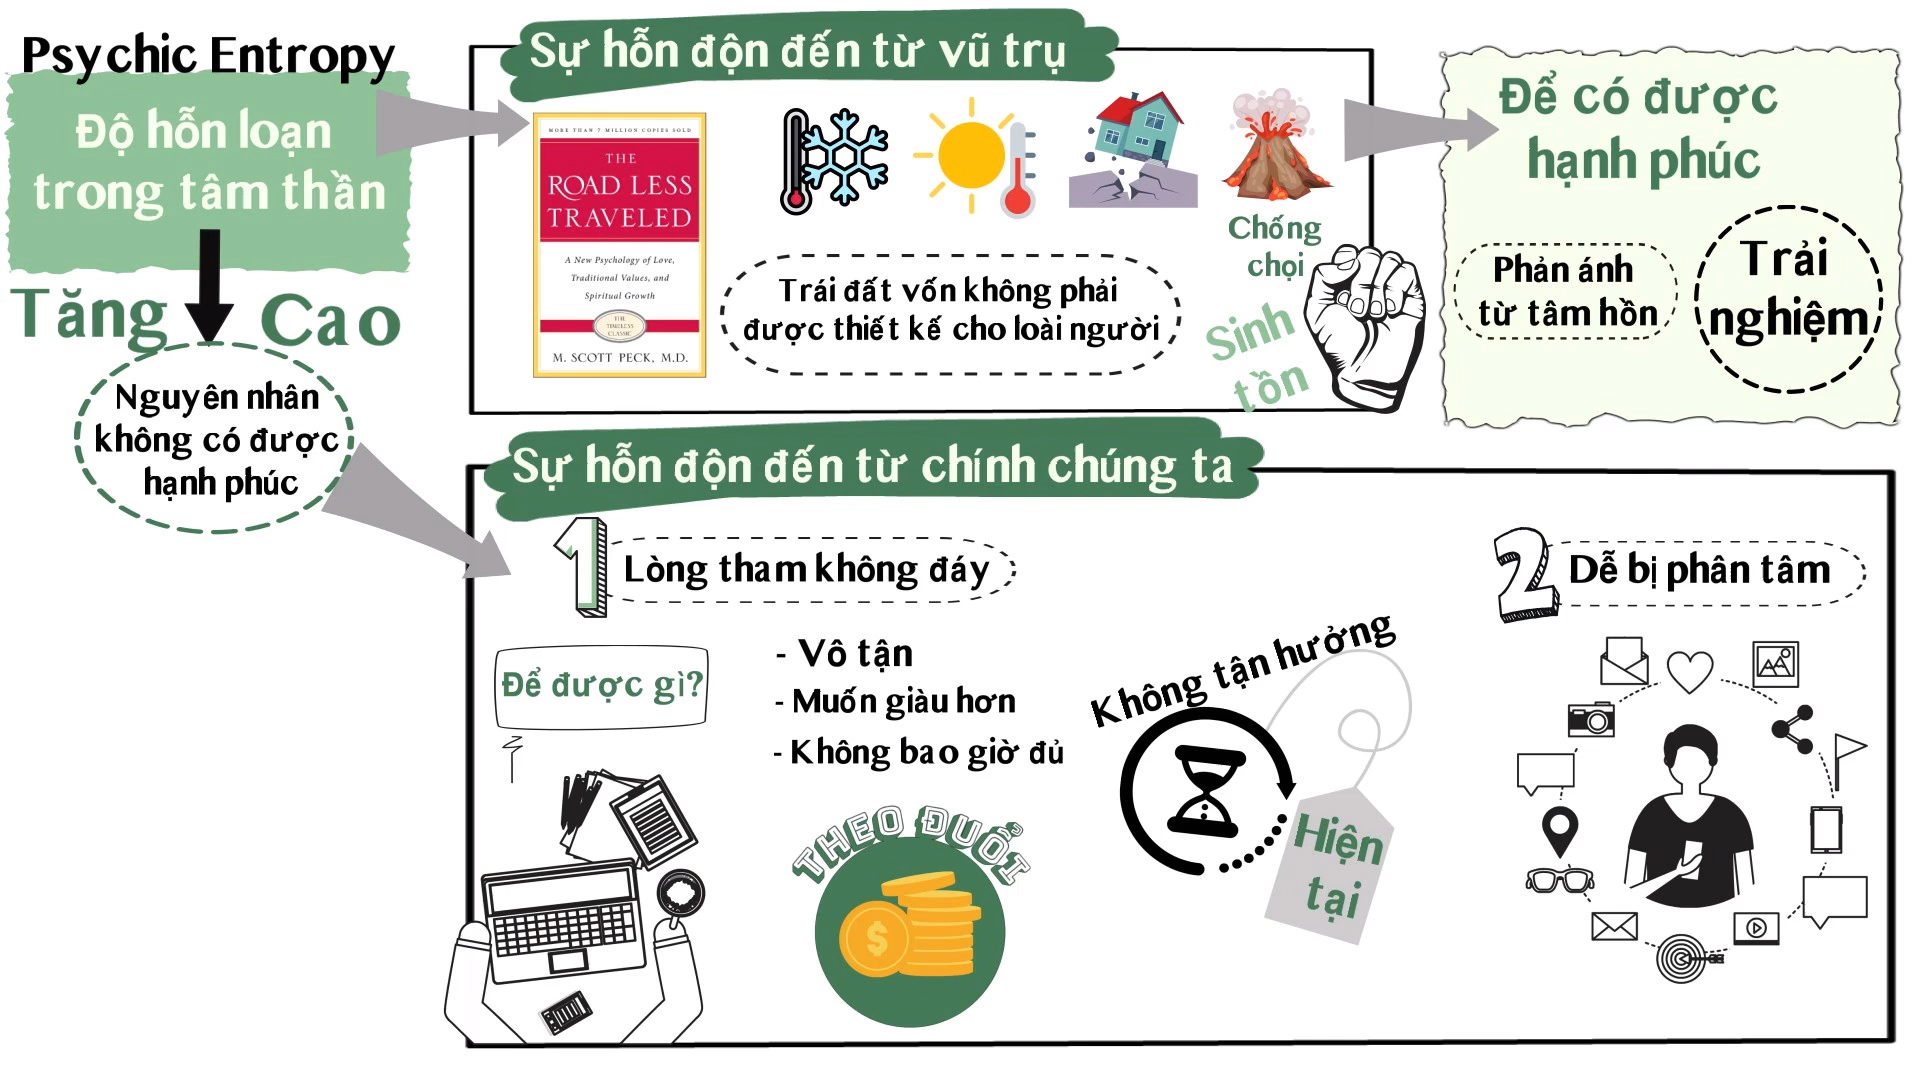 Psychic Entropy
Độ hỗn loạn
trong tâm thần
Tăng Cao
Nguyên nhân
không có được
hạnh phúc
Sự hỗn độn đến từ vũ trụ
MORE THAN 7 MILLION COPIES SOLD
THE
ROAD LESS
TRAVELED
A New Psychology of Love,
Traditional Values, and
Spiritual Growth
THE
TIMELESS
CLASSIC
M. SCOTT PECK, M.D.
Trái đất vốn không phải
được thiết kế cho loài người
Chống
chọi
Sinh
tồn
Để có được
hạnh phúc
Phản ánh
từ tâm hồn
Trải
nghiệm
Sự hỗn độn đến từ chính chúng ta
1 Lòng tham không đáy
Để được gì?
- Vô tận
- Muốn giàu hơn
- Không bao giờ đủ
THEO ĐUỔI
$
Không tận hưởng
Hiện
tại
2 Dễ bị phân tâm